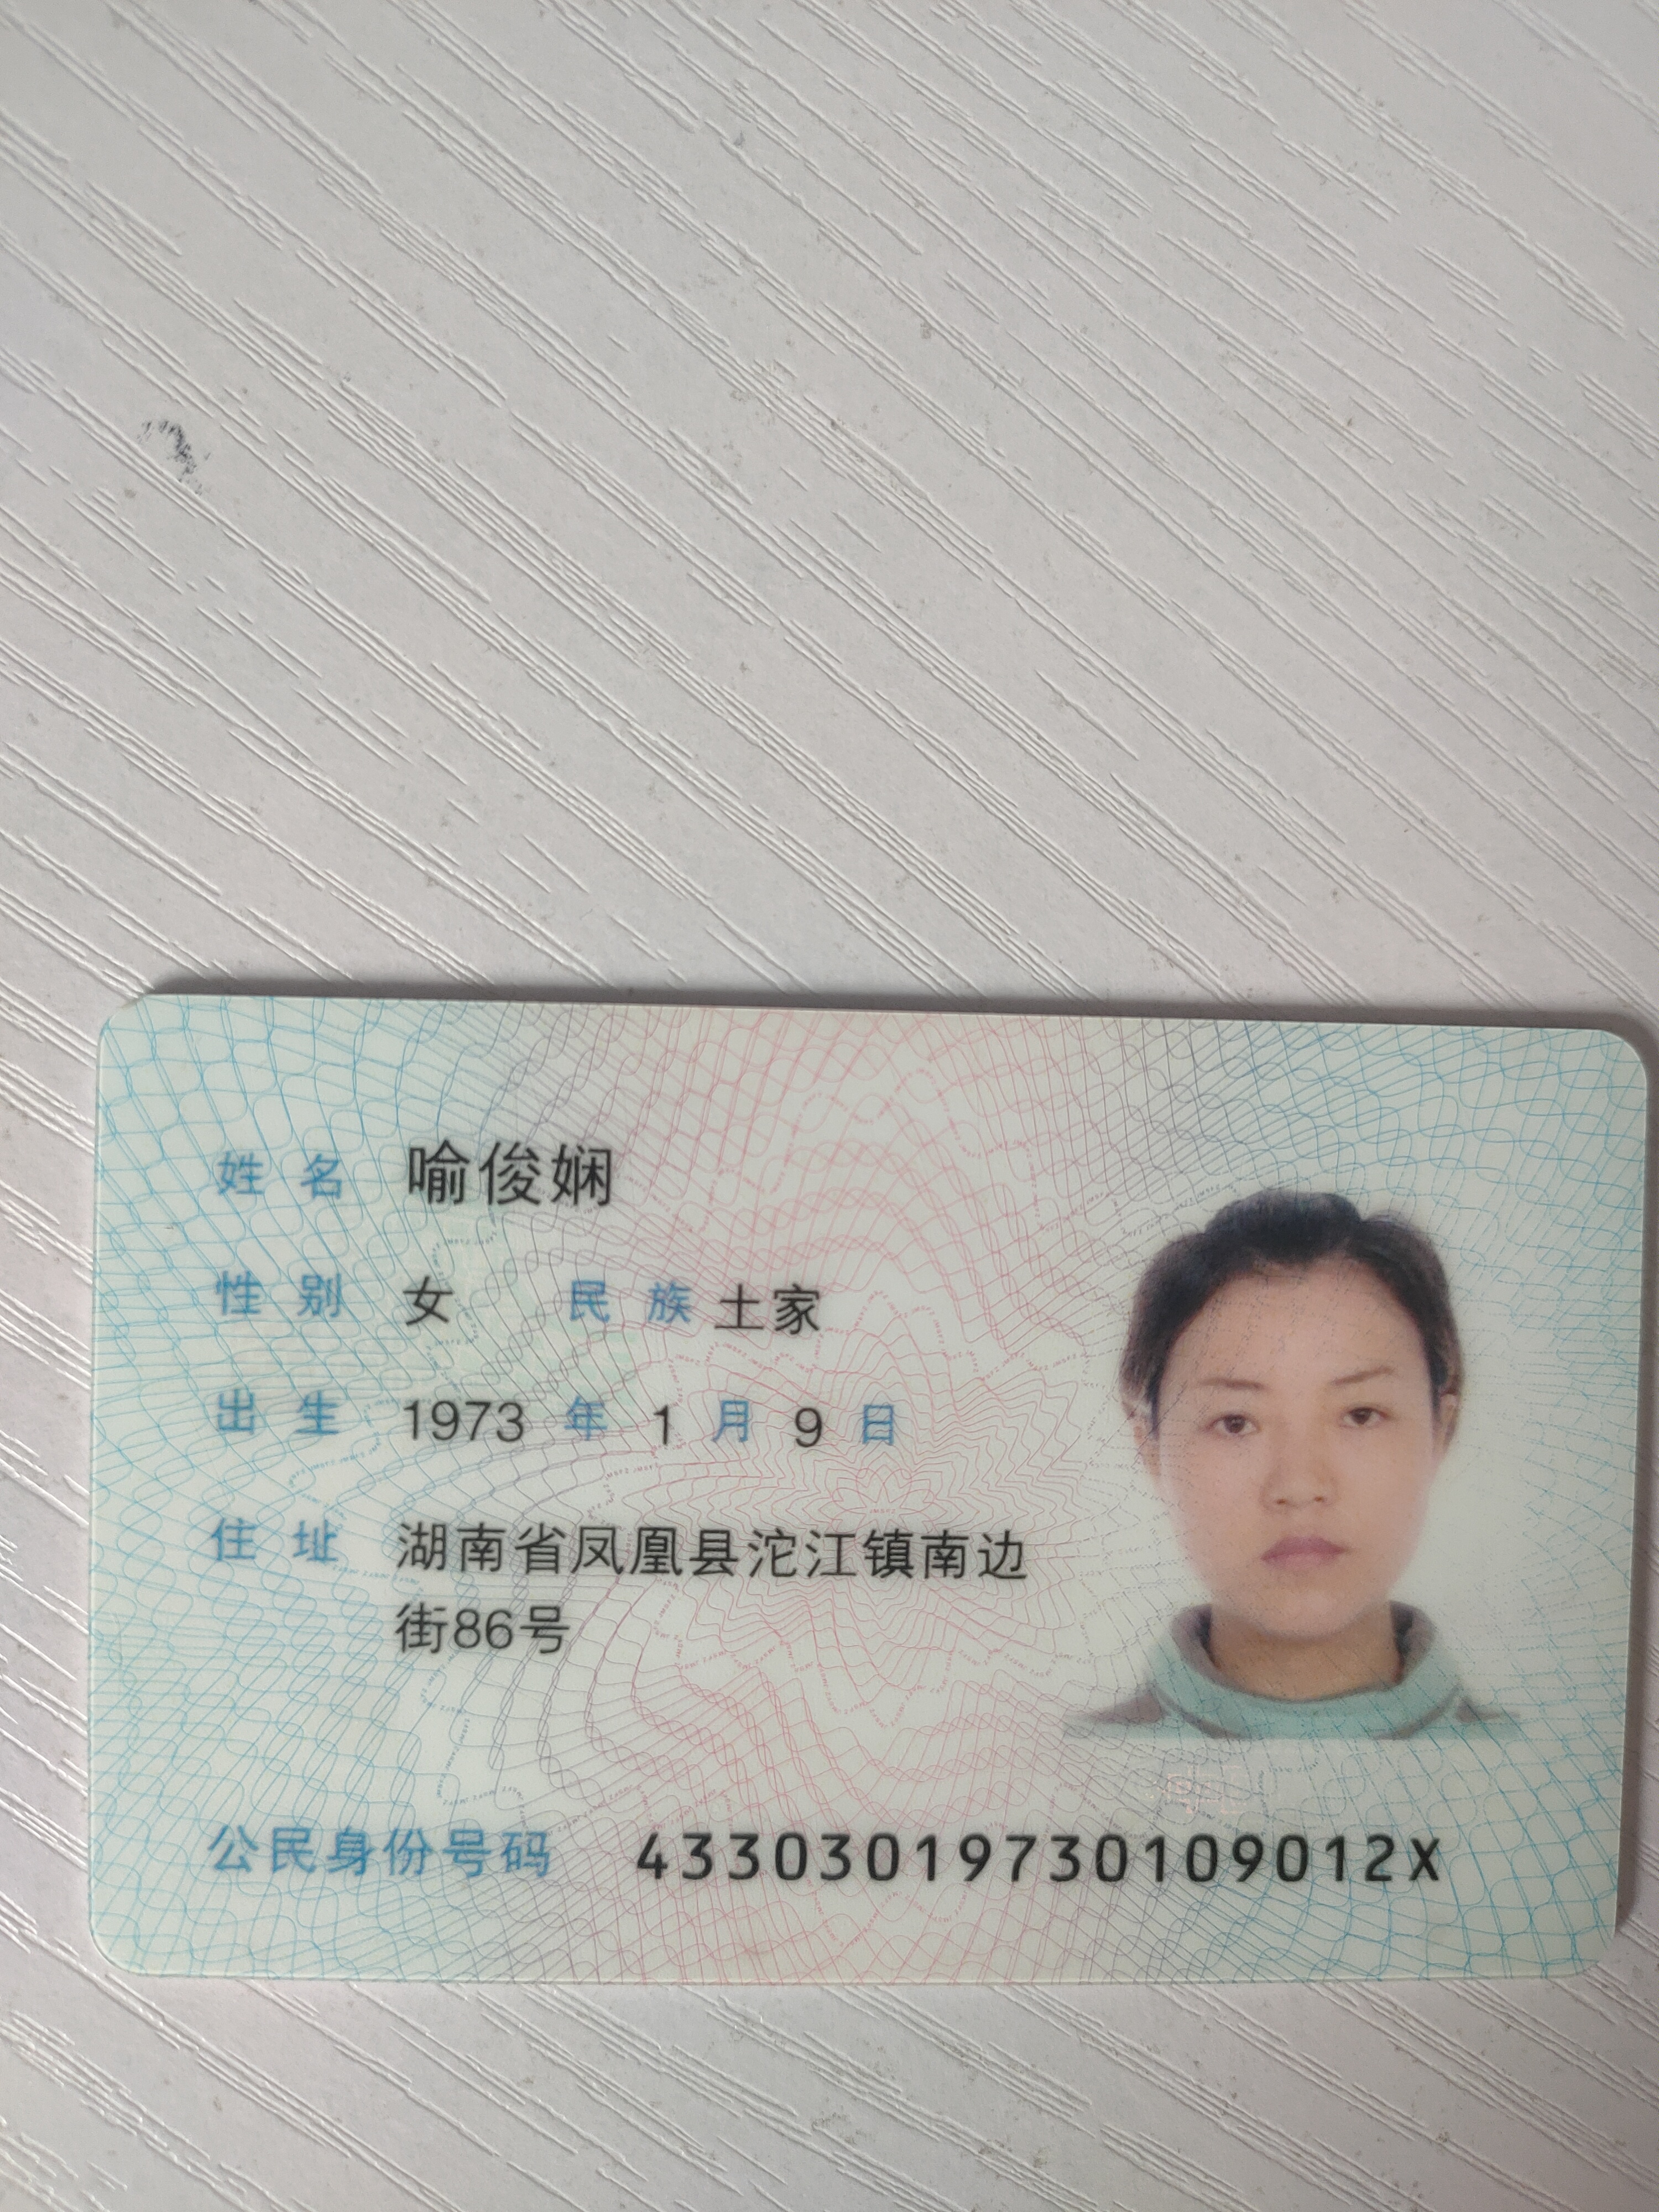 姓名 喻俊娴
性别 女 民族 土家
出生 1973 年 1 月 9 日
住址 湖南省凤凰县沱江镇南边
街86号
公民身份号码 43303019730109012X